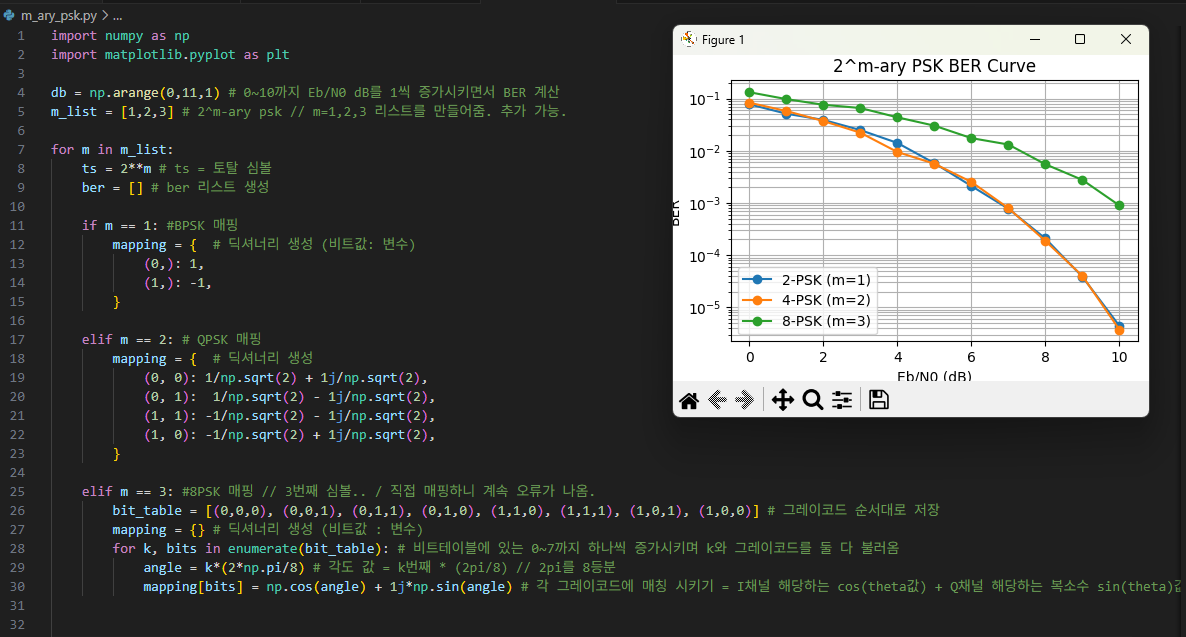 m_ary_psk.py > ...
1 import numpy as np
2 import matplotlib.pyplot as plt
3
4 db = np.arange(0,11,1) # 0~10까지 Eb/N0 dB를 1씩 증가시키면서 BER 계산
5 m_list = [1,2,3] # 2^m-ary psk // m=1,2,3 리스트를 만들어줌. 추가 가능.
6
7 for m in m_list:
8 ts = 2**m # ts = 토탈 심볼
9 ber = [] # ber 리스트 생성
10
11 if m == 1: #BPSK 매핑
12 mapping = { # 딕셔너리 생성 (비트값: 변수)
13 (0,): 1,
14 (1,): -1,
15 }
16
17 elif m == 2: # QPSK 매핑
18 mapping = { # 딕셔너리 생성
19 (0, 0): 1/np.sqrt(2) + 1j/np.sqrt(2),
20 (0, 1): 1/np.sqrt(2) - 1j/np.sqrt(2),
21 (1, 1): -1/np.sqrt(2) - 1j/np.sqrt(2),
22 (1, 0): -1/np.sqrt(2) + 1j/np.sqrt(2),
23 }
24
25 elif m == 3: #8PSK 매핑 // 3번째 심볼.. / 직접 매핑하니 계속 오류가 나옴.
26 bit_table = [(0,0,0), (0,0,1), (0,1,1), (0,1,0), (1,1,0), (1,1,1), (1,0,1), (1,0,0)] # 그레이코드 순서대로 저장
27 mapping = {} # 딕셔너리 생성 (비트값 : 변수)
28 for k, bits in enumerate(bit_table): # 비트테이블에 있는 0~7까지 하나씩 증가시키며 k와 그레이코드를 둘 다 불러옴
29 angle = k*(2*np.pi/8) # 각도 값 = k번째 * (2pi/8) // 2pi를 8등분
30 mapping[bits] = np.cos(angle) + 1j*np.sin(angle) # 각 그레이코드에 매칭 시키기 = I채널 해당하는 cos(theta값) + Q채널 해당하는 복소수 sin(theta)값
31
32
Figure 1
2^m-ary PSK BER Curve
10⁻¹
10⁻²
10⁻³
10⁻⁴
10⁻⁵
BER
2-PSK (m=1)
4-PSK (m=2)
8-PSK (m=3)
0 2 4 6 8 10
Eb/N0 (dB)